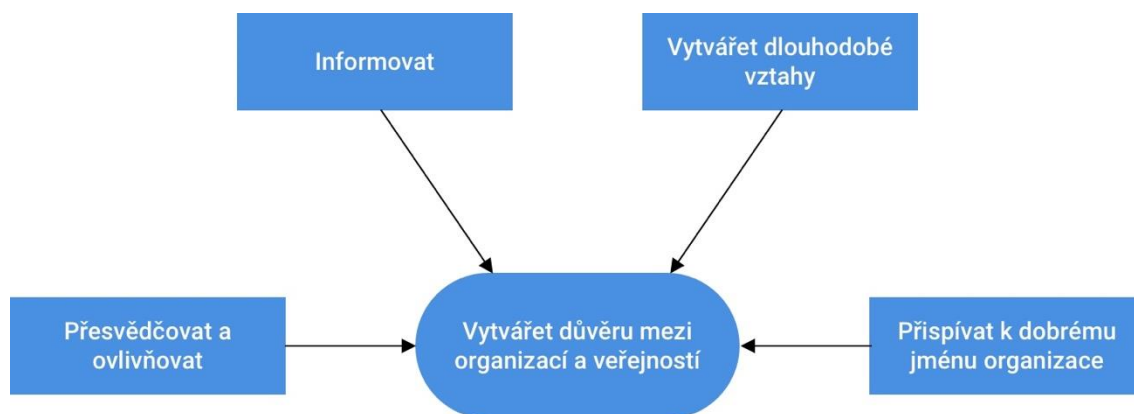 Informovat
Vytvářet dlouhodobé
vztahy
Přesvědčovat a
ovlivňovat
Vytvářet důvěru mezi
organizací a veřejností
Přispívat k dobrému
jménu organizace